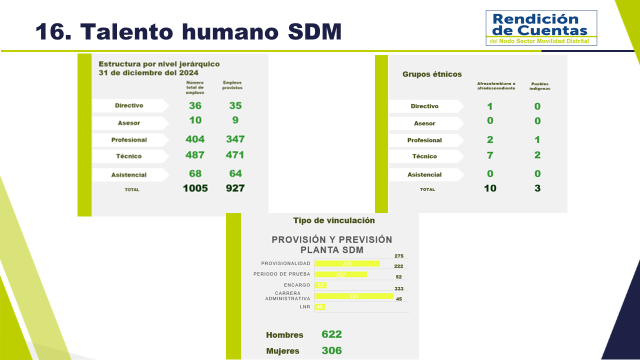 16. Talento humano SDM
Rendición
de Cuentas
del Nodo Sector Movilidad Distrital
Estructura por nivel jerárquico
31 de diciembre del 2024
Número
total de
empleos
Empleos
provistos
Directivo 36 35
Asesor 10 9
Profesional 404 347
Técnico 487 471
Asistencial 68 64
TOTAL 1005 927
Grupos étnicos
Afrocolombiano o
afrodescendiente
Pueblos
indígenas
Directivo 1 0
Asesor 0 0
Profesional 2 1
Técnico 7 2
Asistencial 0 0
TOTAL 10 3
Tipo de vinculación
PROVISIÓN Y PREVISIÓN
PLANTA SDM
PROVISIONALIDAD 275
PERIODO DE PRUEBA 222
ENCARGO 52
CARRERA
ADMINISTRATIVA 333
LNR 45
Hombres 622
Mujeres 306